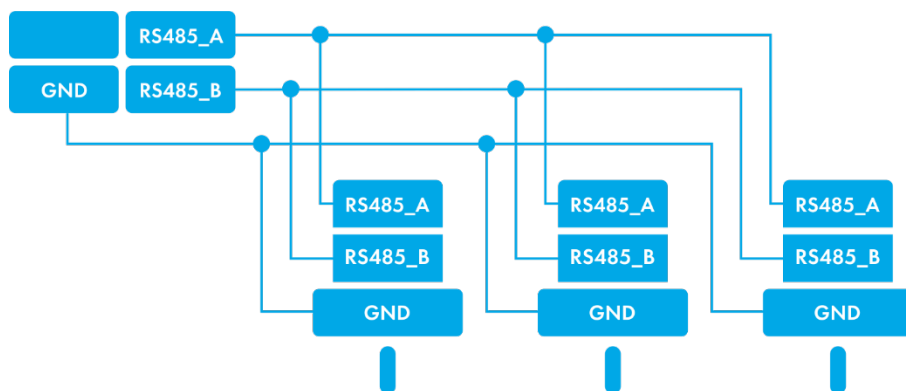 RS485_A
GND RS485_B
RS485_A RS485_A RS485_A
RS485_B RS485_B RS485_B
GND GND GND